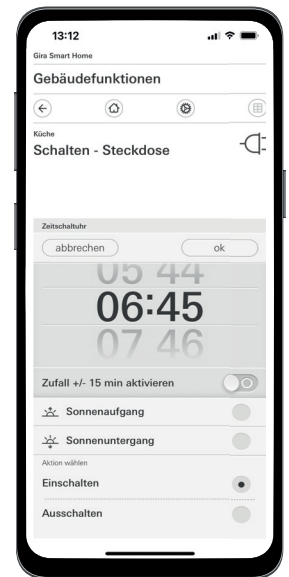 13:12
Gira Smart Home
Gebäudefunktionen
Küche
Schalten - Steckdose
Zeitschaltuhr
abbrechen ok
05 44
06:45
07 46
Zufall +/- 15 min aktivieren
Sonnenaufgang
Sonnenuntergang
Aktion wählen
Einschalten
Ausschalten